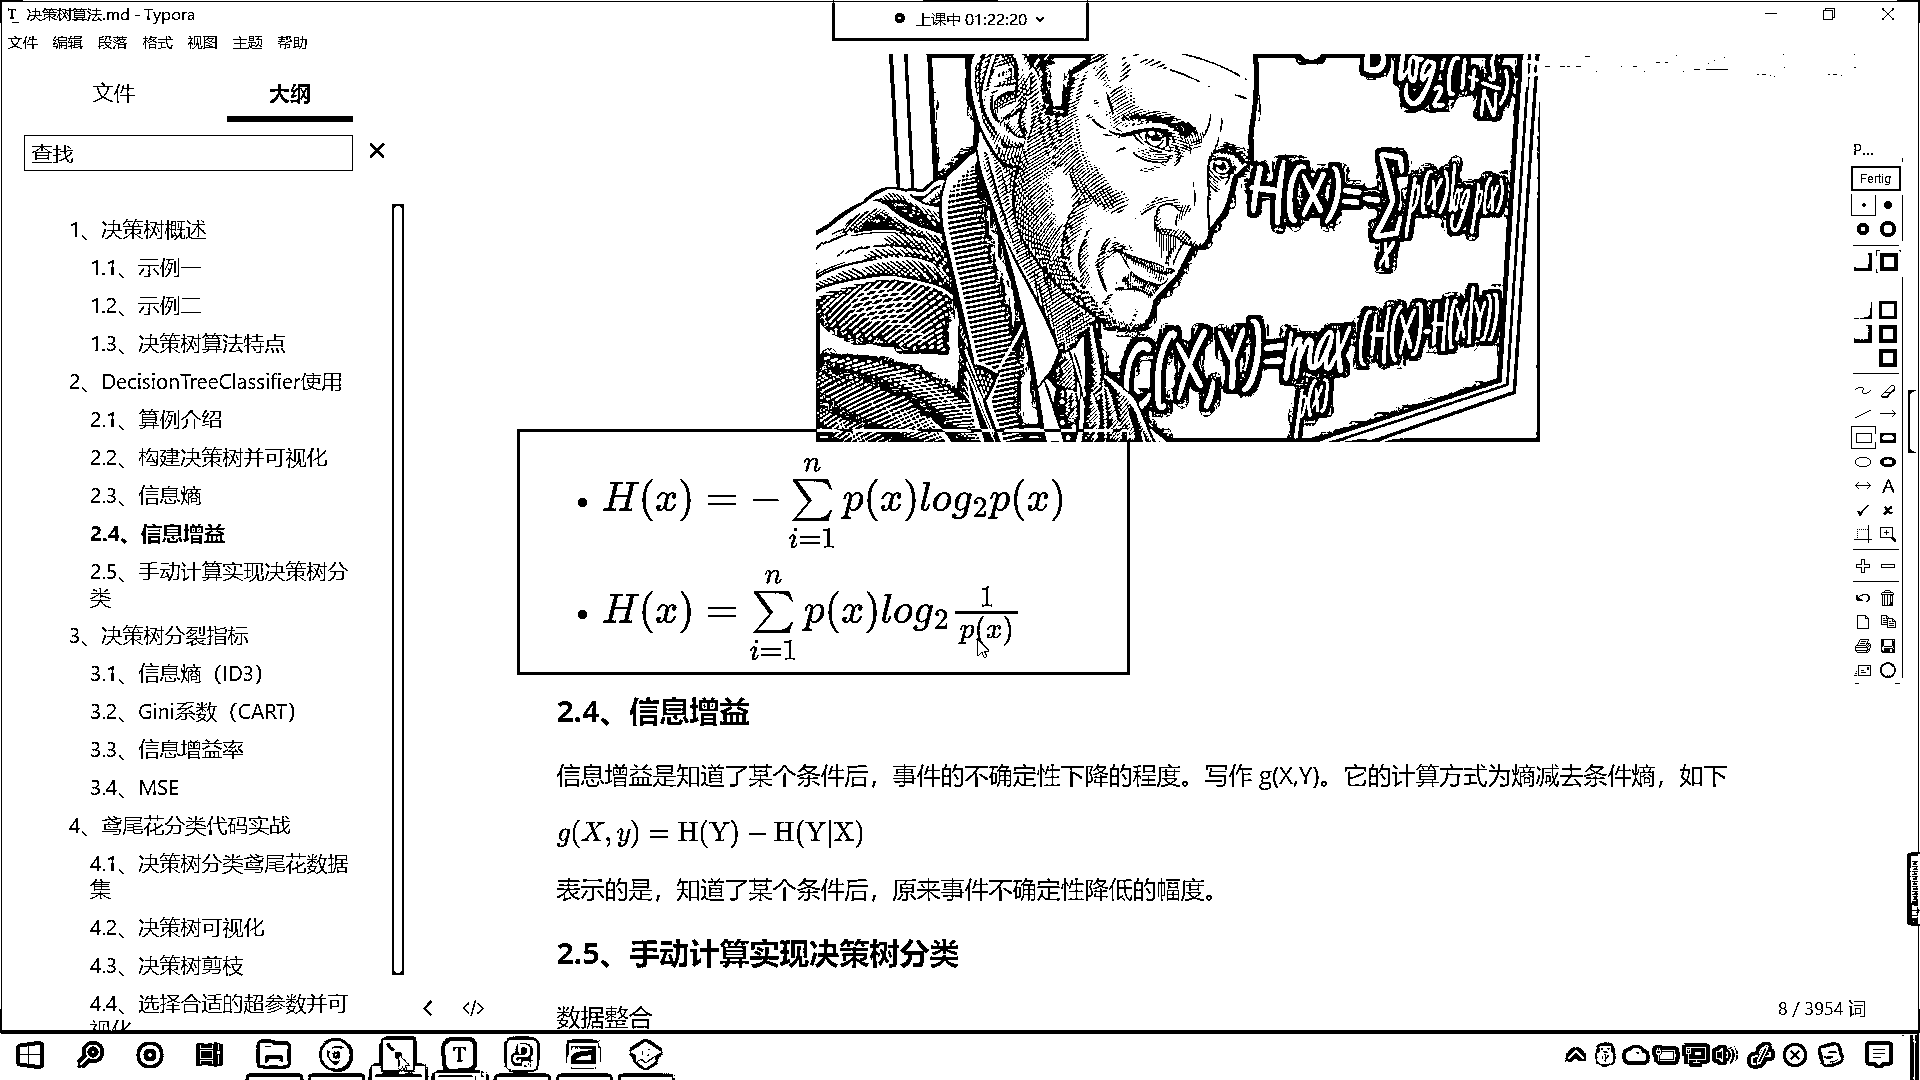 决策树算法.md - Typora
上课中 01:22:20
文件 编辑 段落 格式 视图 主题 帮助
文件 大纲
查找
1、决策树概述
1.1、示例一
1.2、示例二
1.3、决策树算法特点
2、DecisionTreeClassifier使用
2.1、算例介绍
2.2、构建决策树并可视化
2.3、信息熵
2.4、信息增益
2.5、手动计算实现决策树分
类
3、决策树分裂指标
3.1、信息熵（ID3）
3.2、Gini系数（CART）
3.3、信息增益率
3.4、MSE
4、鸢尾花分类代码实战
4.1、决策树分类鸢尾花数据
集
4.2、决策树可视化
4.3、决策树剪枝
4.4、选择合适的超参数并可
视化
log2(1+S/N)
H(X)=-∑x p(x)log p(x)
C(X,Y)=max p(x) (H(X)-H(X|Y))
• H(x) = −∑_{i=1}^{n} p(x)log₂p(x)
• H(x) = ∑_{i=1}^{n} p(x)log₂ 1/p(x)
2.4、信息增益
信息增益是知道了某个条件后，事件的不确定性下降的程度。写作 g(X,Y)。它的计算方式为熵减去条件熵，如下
g(X, y) = H(Y) − H(Y|X)
表示的是，知道了某个条件后，原来事件不确定性降低的幅度。
2.5、手动计算实现决策树分类
数据整合
8 / 3954 词
P...
Fertig